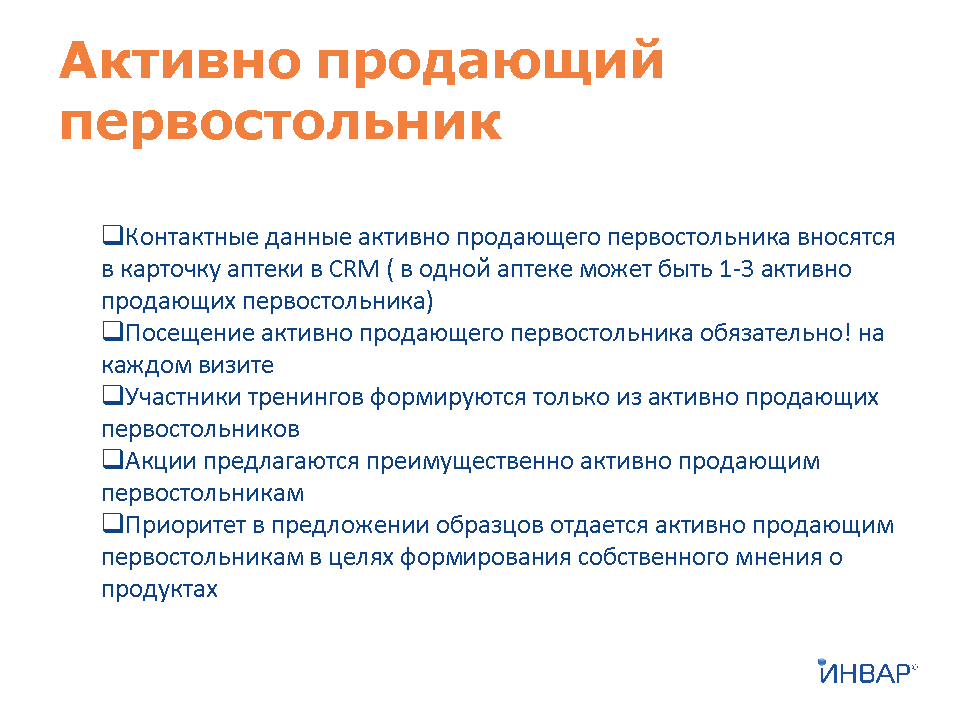 Активно продающий
первостольник
❑Контактные данные активно продающего первостольника вносятся
в карточку аптеки в CRM ( в одной аптеке может быть 1-3 активно
продающих первостольника)
❑Посещение активно продающего первостольника обязательно! на
каждом визите
❑Участники тренингов формируются только из активно продающих
первостольников
❑Акции предлагаются преимущественно активно продающим
первостольникам
❑Приоритет в предложении образцов отдается активно продающим
первостольникам в целях формирования собственного мнения о
продуктах
ИНВАР®